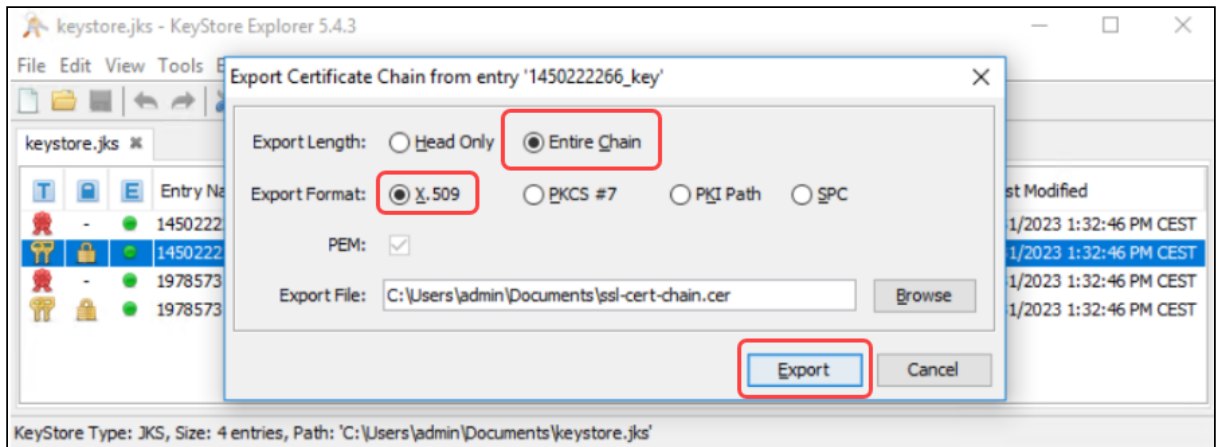 keystore.jks - KeyStore Explorer 5.4.3
File Edit View Tools
Export Certificate Chain from entry '1450222266_key'
keystore.jks
Export Length: Head Only Entire Chain
T E Entry Na st Modified
Export Format: X.509 PKCS #7 PKI Path SPC
- 1450222 1/2023 1:32:46 PM CEST
PEM:
1450222 1/2023 1:32:46 PM CEST
- 1978573 1/2023 1:32:46 PM CEST
Export File: C:\Users\admin\Documents\ssl-cert-chain.cer Browse
1978573 1/2023 1:32:46 PM CEST
Export Cancel
KeyStore Type: JKS, Size: 4 entries, Path: 'C:\Users\admin\Documents\keystore.jks'